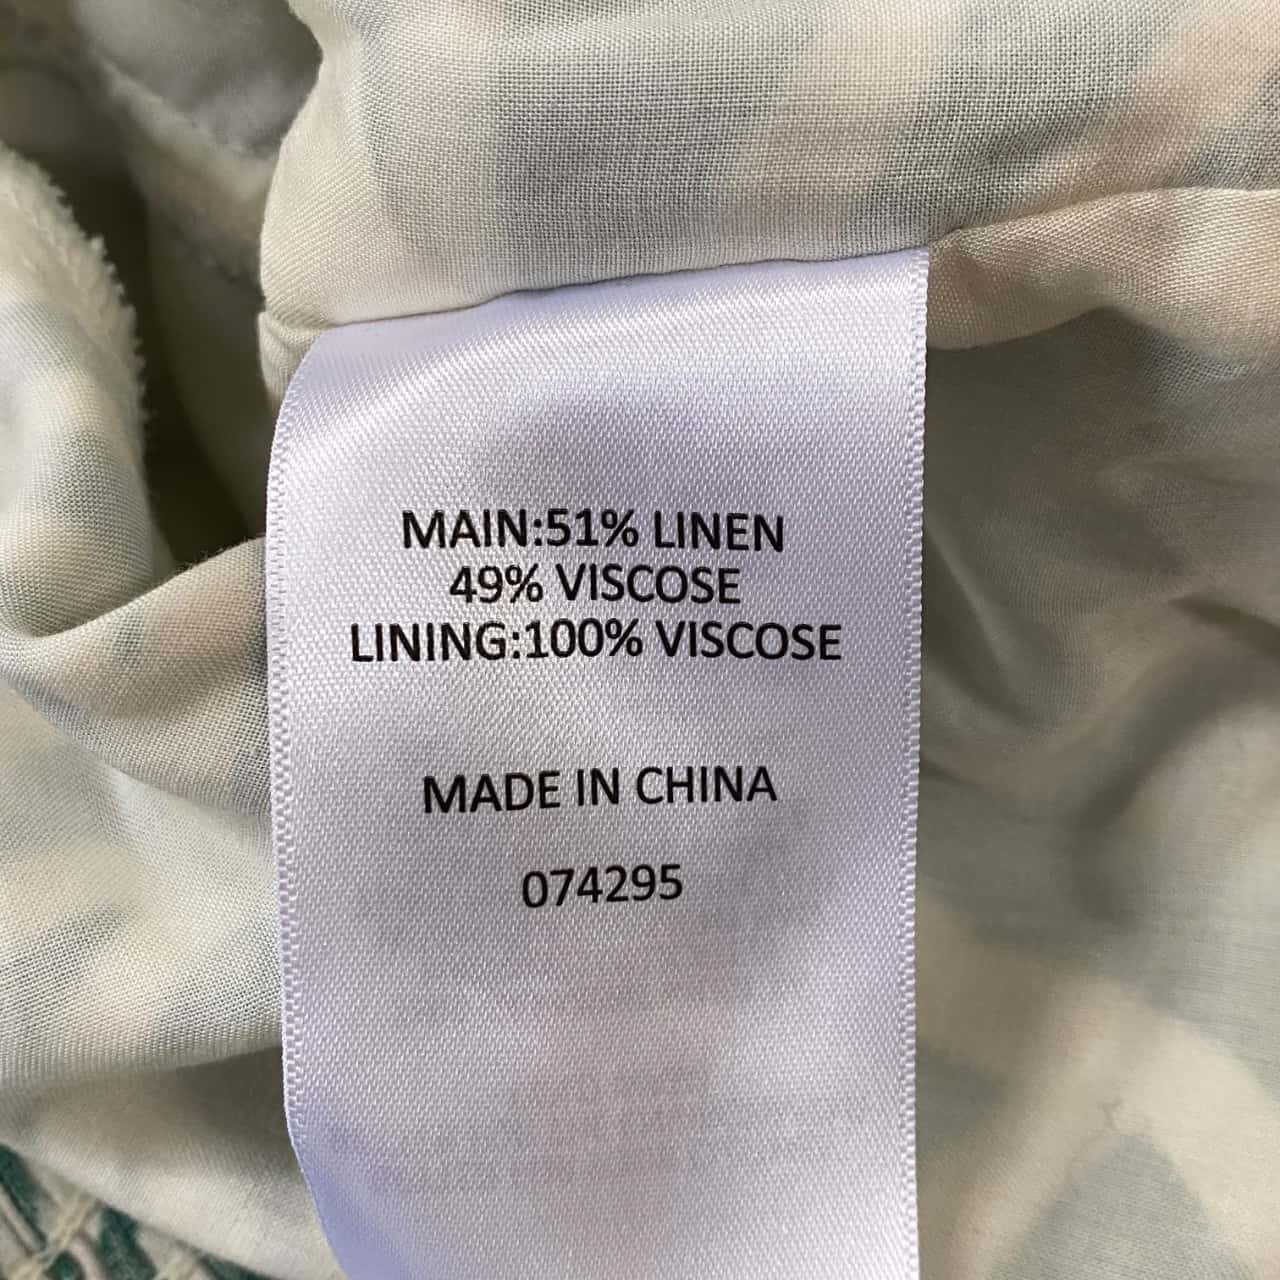 MAIN:51% LINEN
49% VISCOSE
LINING:100% VISCOSE
MADE IN CHINA
074295